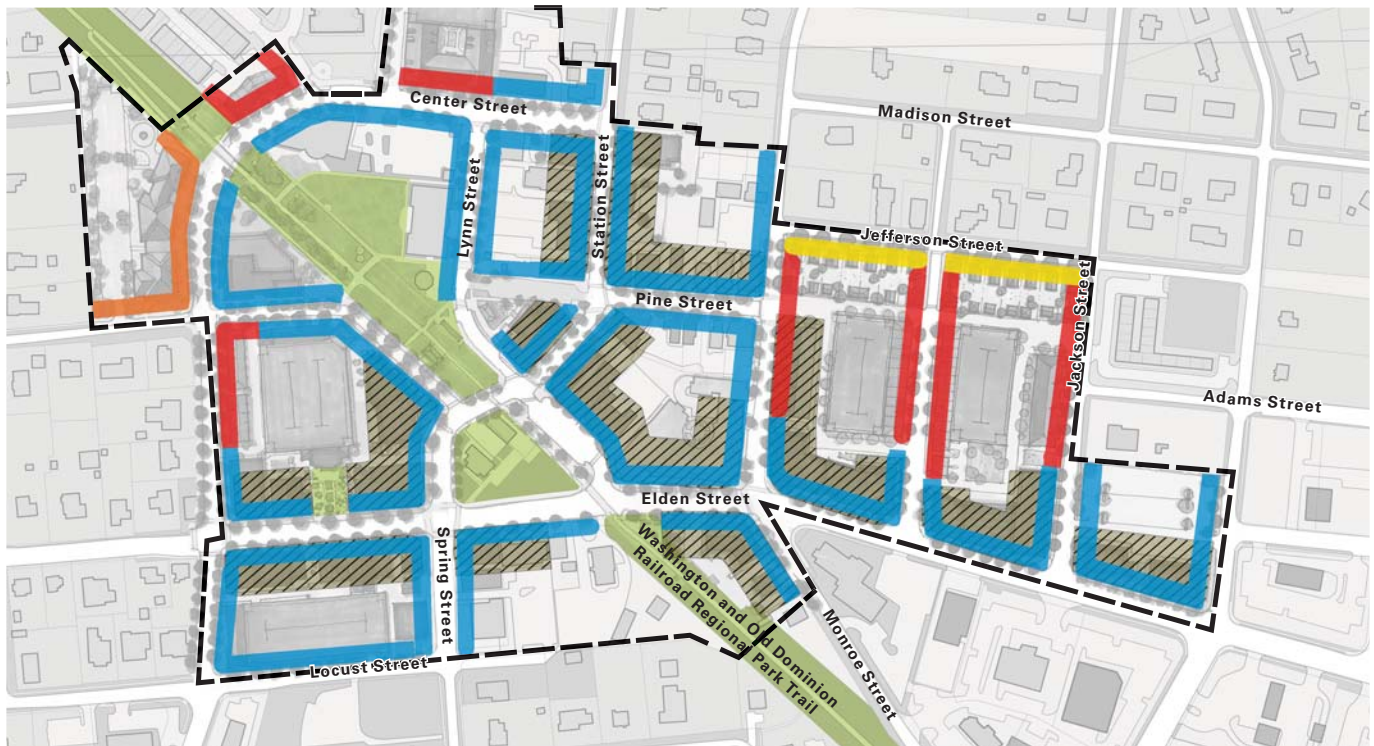 Center Street
Madison Street
Lynn Street
Station Street
Jefferson Street
Jackson Street
Pine Street
Adams Street
Elden Street
Spring Street
Washington and Old Dominion
Railroad Regional Park Trail
Monroe Street
Locust Street